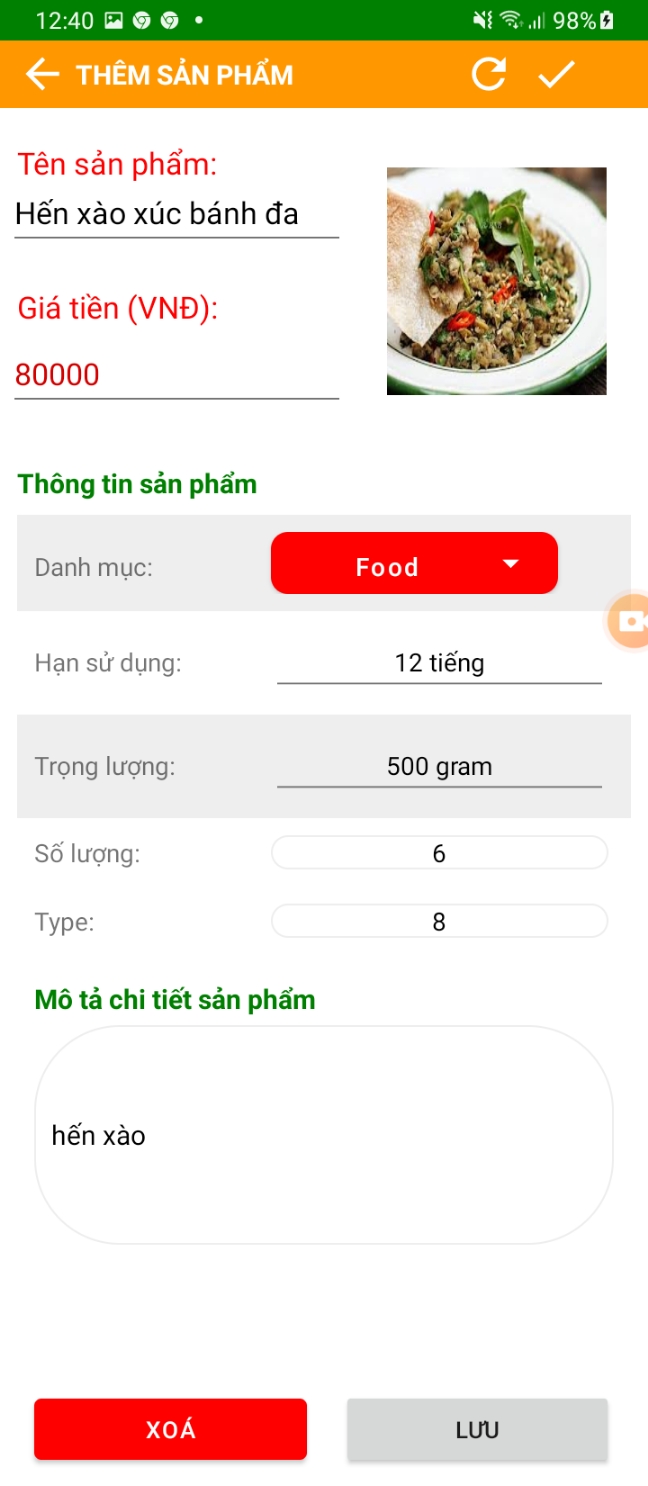 12:40
98%
THÊM SẢN PHẨM
Tên sản phẩm:
Hến xào xúc bánh đa
Giá tiền (VNĐ):
80000
Thông tin sản phẩm
Danh mục:
Food
Hạn sử dụng:
12 tiếng
Trọng lượng:
500 gram
Số lượng:
6
Type:
8
Mô tả chi tiết sản phẩm
hến xào
XOÁ
LƯU